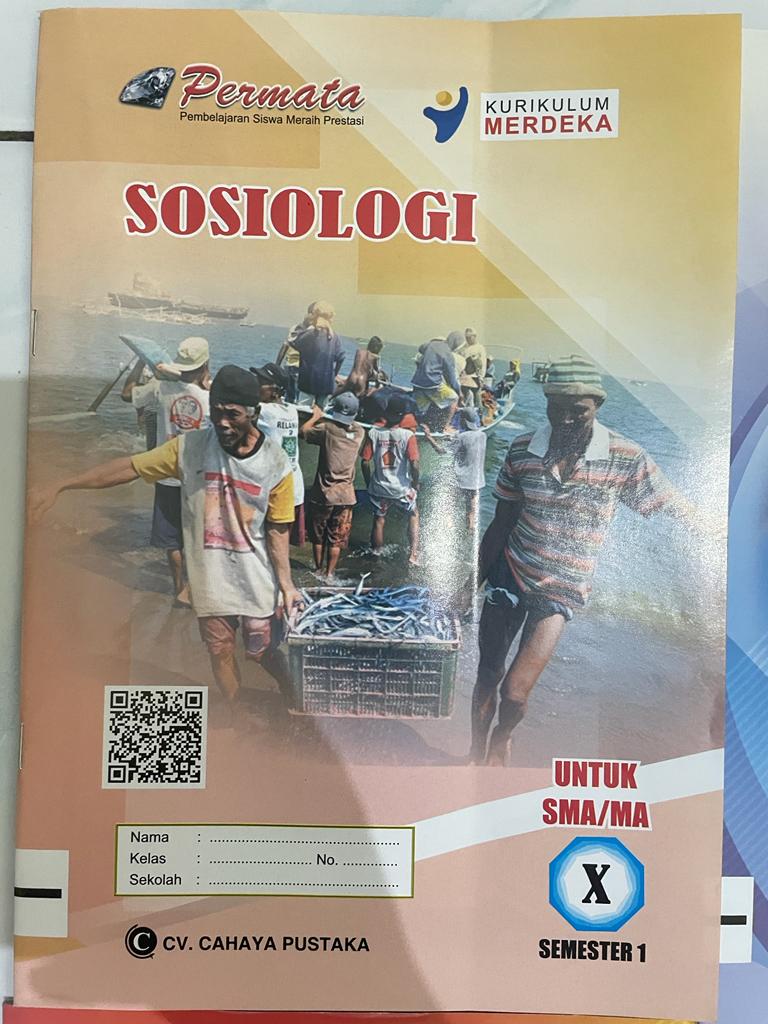 Permata
Pembelajaran Siswa Meraih Prestasi
KURIKULUM
MERDEKA
SOSIOLOGI
UNTUK
SMA/MA
X
SEMESTER 1
Nama : ................................................
Kelas : .......................... No. ..............
Sekolah : ................................................
C CV. CAHAYA PUSTAKA